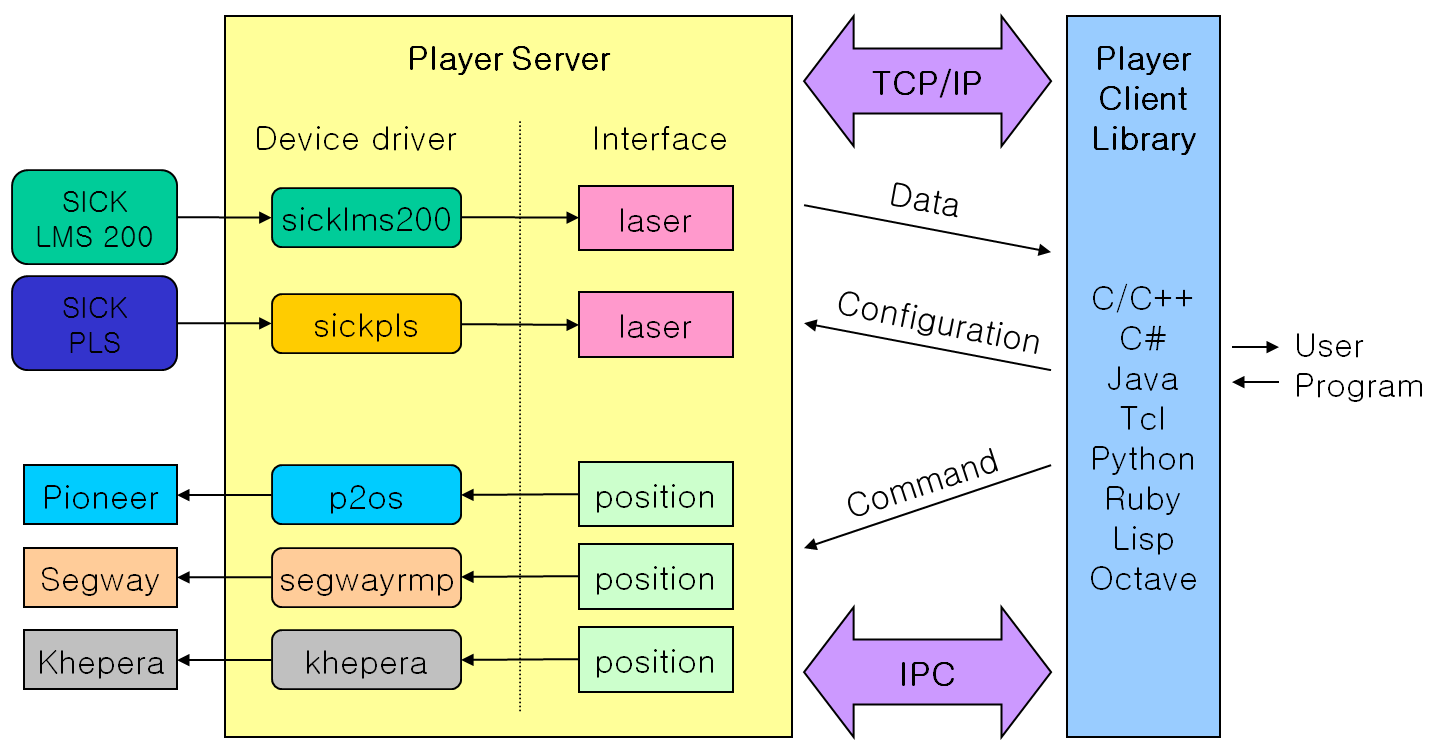 Player Server
Device driver
Interface
SICK
LMS 200
sicklms200
laser
SICK
PLS
sickpls
laser
Pioneer
p2os
position
Segway
segwayrmp
position
Khepera
khepera
position
TCP/IP
Data
Configuration
Command
IPC
Player
Client
Library
C/C++
C#
Java
Tcl
Python
Ruby
Lisp
Octave
User
Program